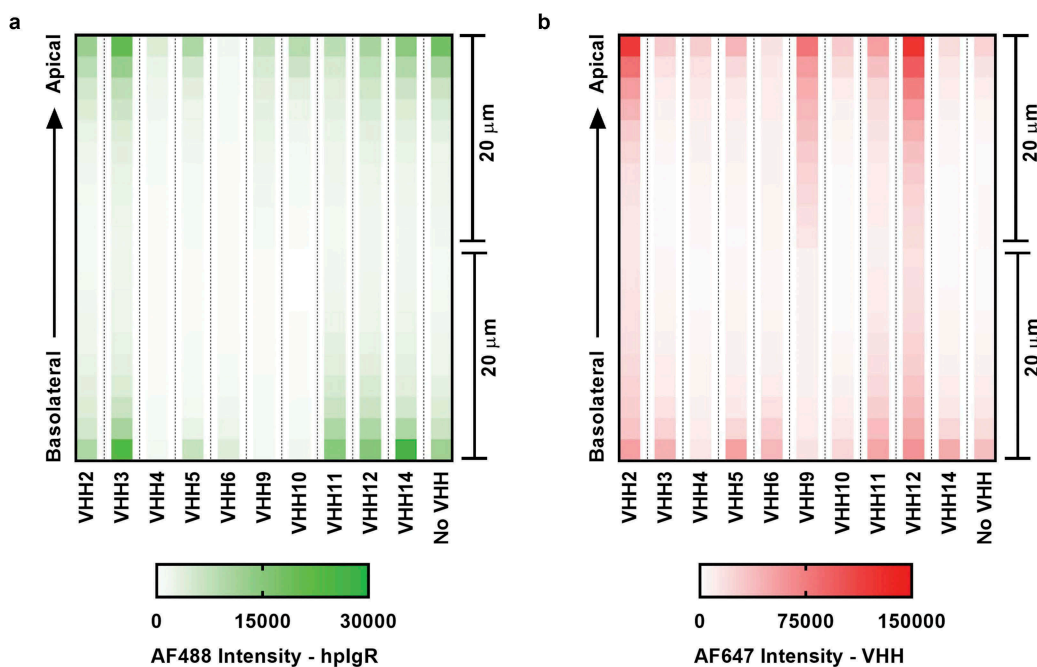 a
Apical
Basolateral
20 µm
20 µm
VHH2
VHH3
VHH4
VHH5
VHH6
VHH9
VHH10
VHH11
VHH12
VHH14
No VHH
0
15000
30000
AF488 Intensity - hpIgR
b
Apical
Basolateral
20 µm
20 µm
VHH2
VHH3
VHH4
VHH5
VHH6
VHH9
VHH10
VHH11
VHH12
VHH14
No VHH
0
75000
150000
AF647 Intensity - VHH